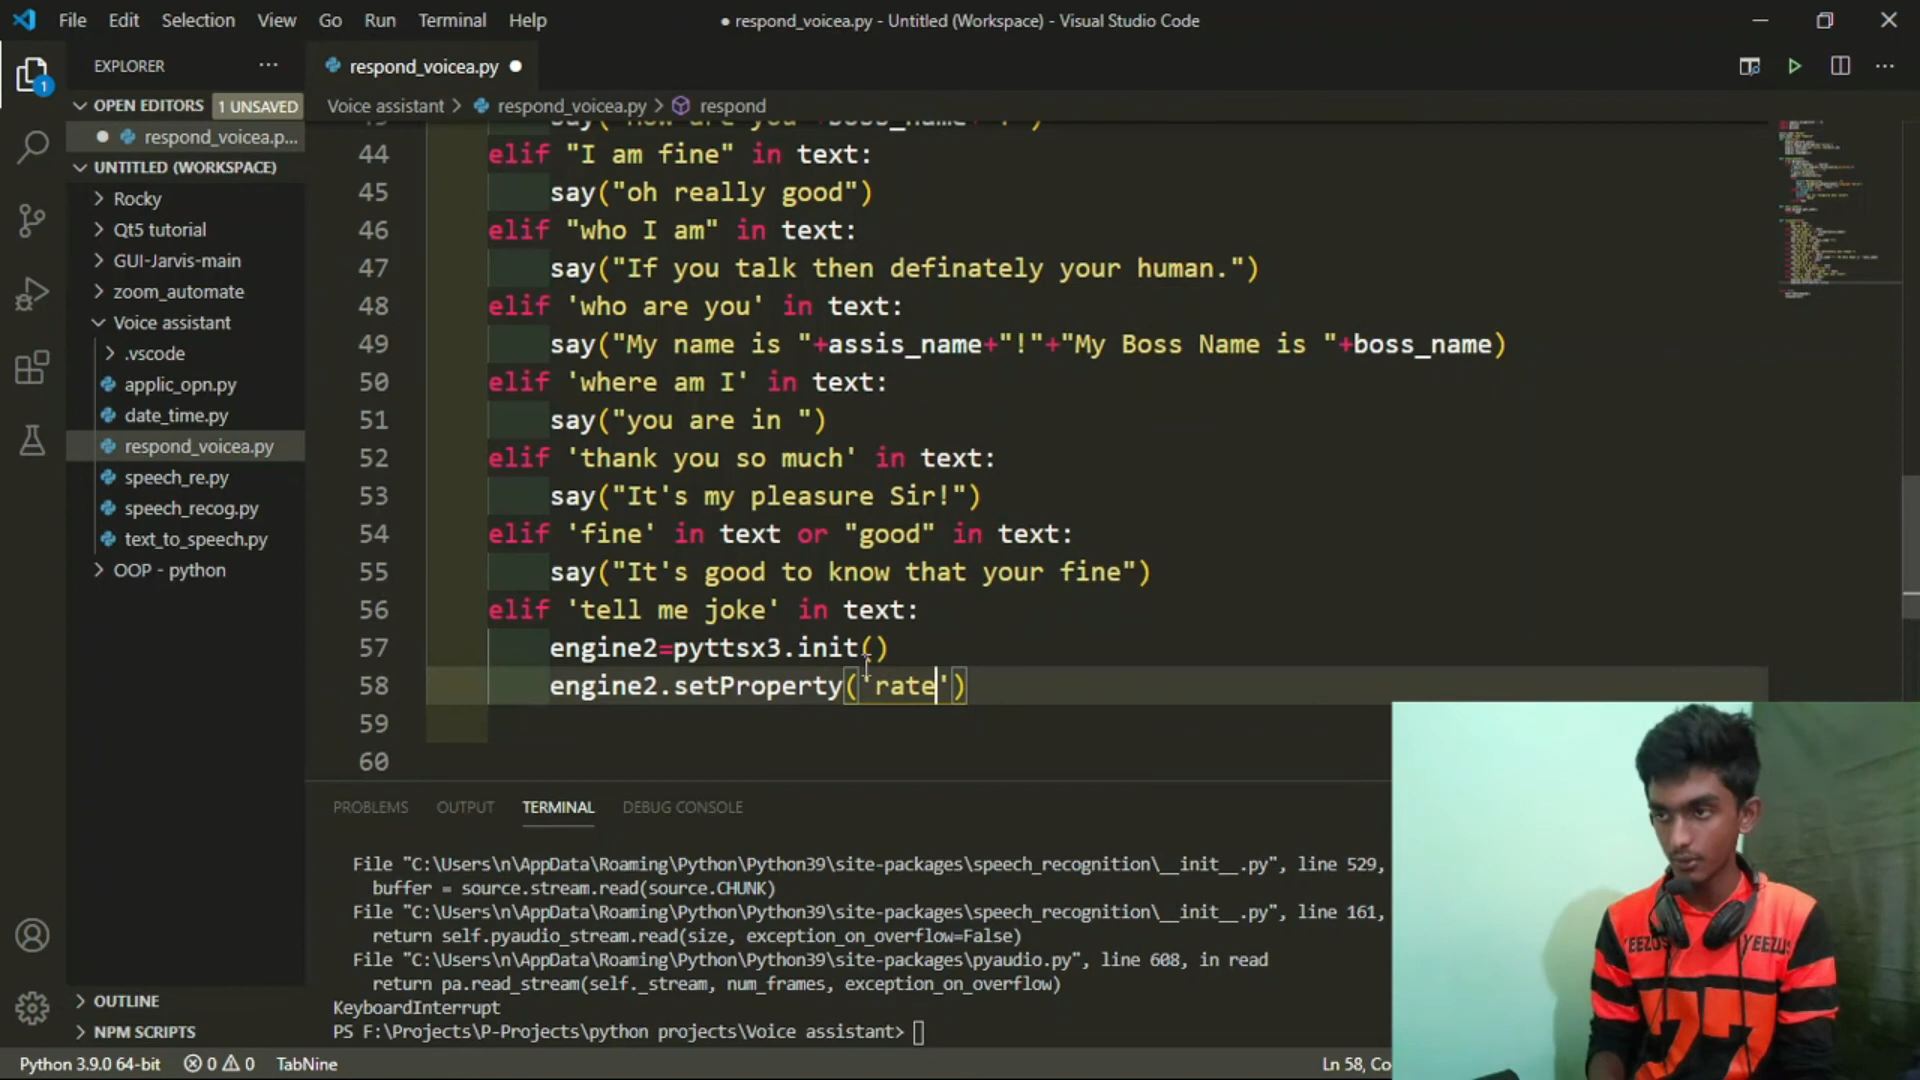 File Edit Selection View Go Run Terminal Help
● respond_voicea.py - Untitled (Workspace) - Visual Studio Code
EXPLORER
1
respond_voicea.py
OPEN EDITORS 1 UNSAVED
respond_voicea.p...
Voice assistant > respond_voicea.py > respond
UNTITLED (WORKSPACE)
Rocky
Qt5 tutorial
GUI-Jarvis-main
zoom_automate
Voice assistant
.vscode
applic_opn.py
date_time.py
respond_voicea.py
speech_re.py
speech_recog.py
text_to_speech.py
OOP - python
44 elif "I am fine" in text:
45 say("oh really good")
46 elif "who I am" in text:
47 say("If you talk then definately your human.")
48 elif 'who are you' in text:
49 say("My name is "+assis_name+"!"+"My Boss Name is "+boss_name)
50 elif 'where am I' in text:
51 say("you are in ")
52 elif 'thank you so much' in text:
53 say("It's my pleasure Sir!")
54 elif 'fine' in text or "good" in text:
55 say("It's good to know that your fine")
56 elif 'tell me joke' in text:
57 engine2=pyttsx3.init()
58 engine2.setProperty('rate')
59
60
PROBLEMS OUTPUT TERMINAL DEBUG CONSOLE
File "C:\Users\n\AppData\Roaming\Python\Python39\site-packages\speech_recognition\__init__.py", line 529,
buffer = source.stream.read(source.CHUNK)
File "C:\Users\n\AppData\Roaming\Python\Python39\site-packages\speech_recognition\__init__.py", line 161,
return self.pyaudio_stream.read(size, exception_on_overflow=False)
File "C:\Users\n\AppData\Roaming\Python\Python39\site-packages\pyaudio.py", line 608, in read
return pa.read_stream(self._stream, num_frames, exception_on_overflow)
KeyboardInterrupt
PS F:\Projects\P-Projects\python projects\Voice assistant>
OUTLINE
NPM SCRIPTS
Python 3.9.0 64-bit 0 0 TabNine
Ln 58, Co
YEEZUS YEEZUS